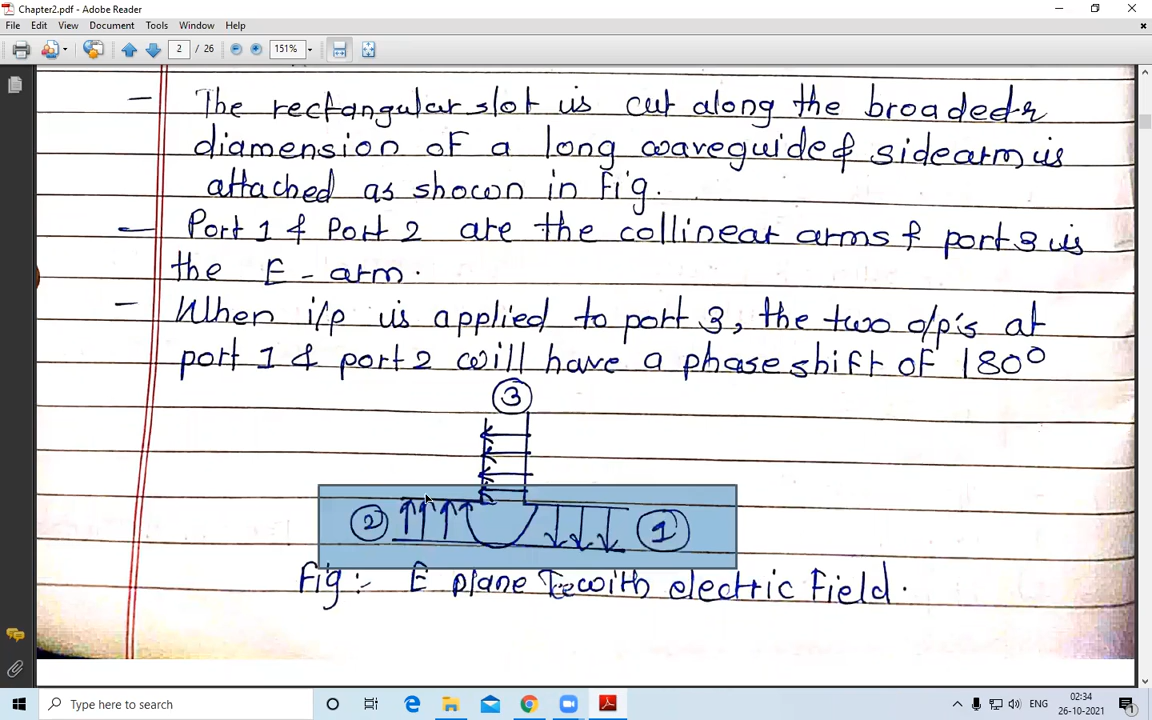 Chapter2.pdf - Adobe Reader
File Edit View Document Tools Window Help
2 / 26 151%
- The rectangular slot is cut along the broader
diamension of a long waveguide & sidearm is
attached as shown in fig.
- Port 1 & Port 2 are the collinear arms & port 3 is
the E-arm.
- When i/p is applied to port 3, the two o/p's at
port 1 & port 2 will have a phase shift of 180°
3
2 1
Fig :- E plane Tee with electric field.
Type here to search
ENG
02:34
26-10-2021
1